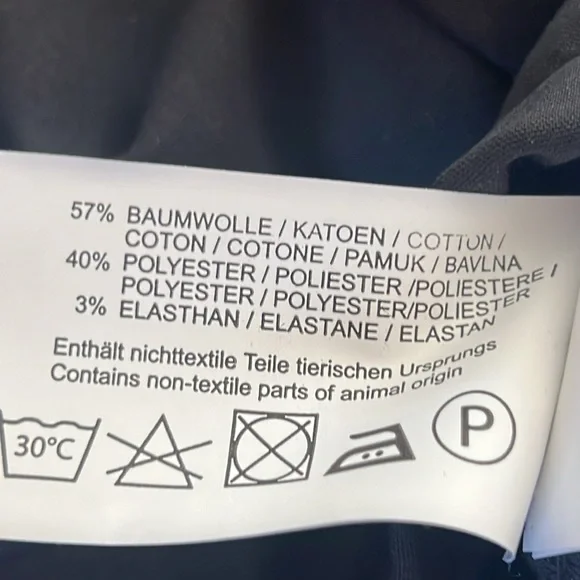 57% BAUMWOLLE / KATOEN / COTTON /
COTON / COTONE / PAMUK / BAVLNA
40% POLYESTER / POLIESTER /POLIESTERE /
POLYESTER / POLYESTER/POLIESTER
3% ELASTHAN / ELASTANE / ELASTAN
Enthält nichttextile Teile tierischen Ursprungs
Contains non-textile parts of animal origin
30°C P